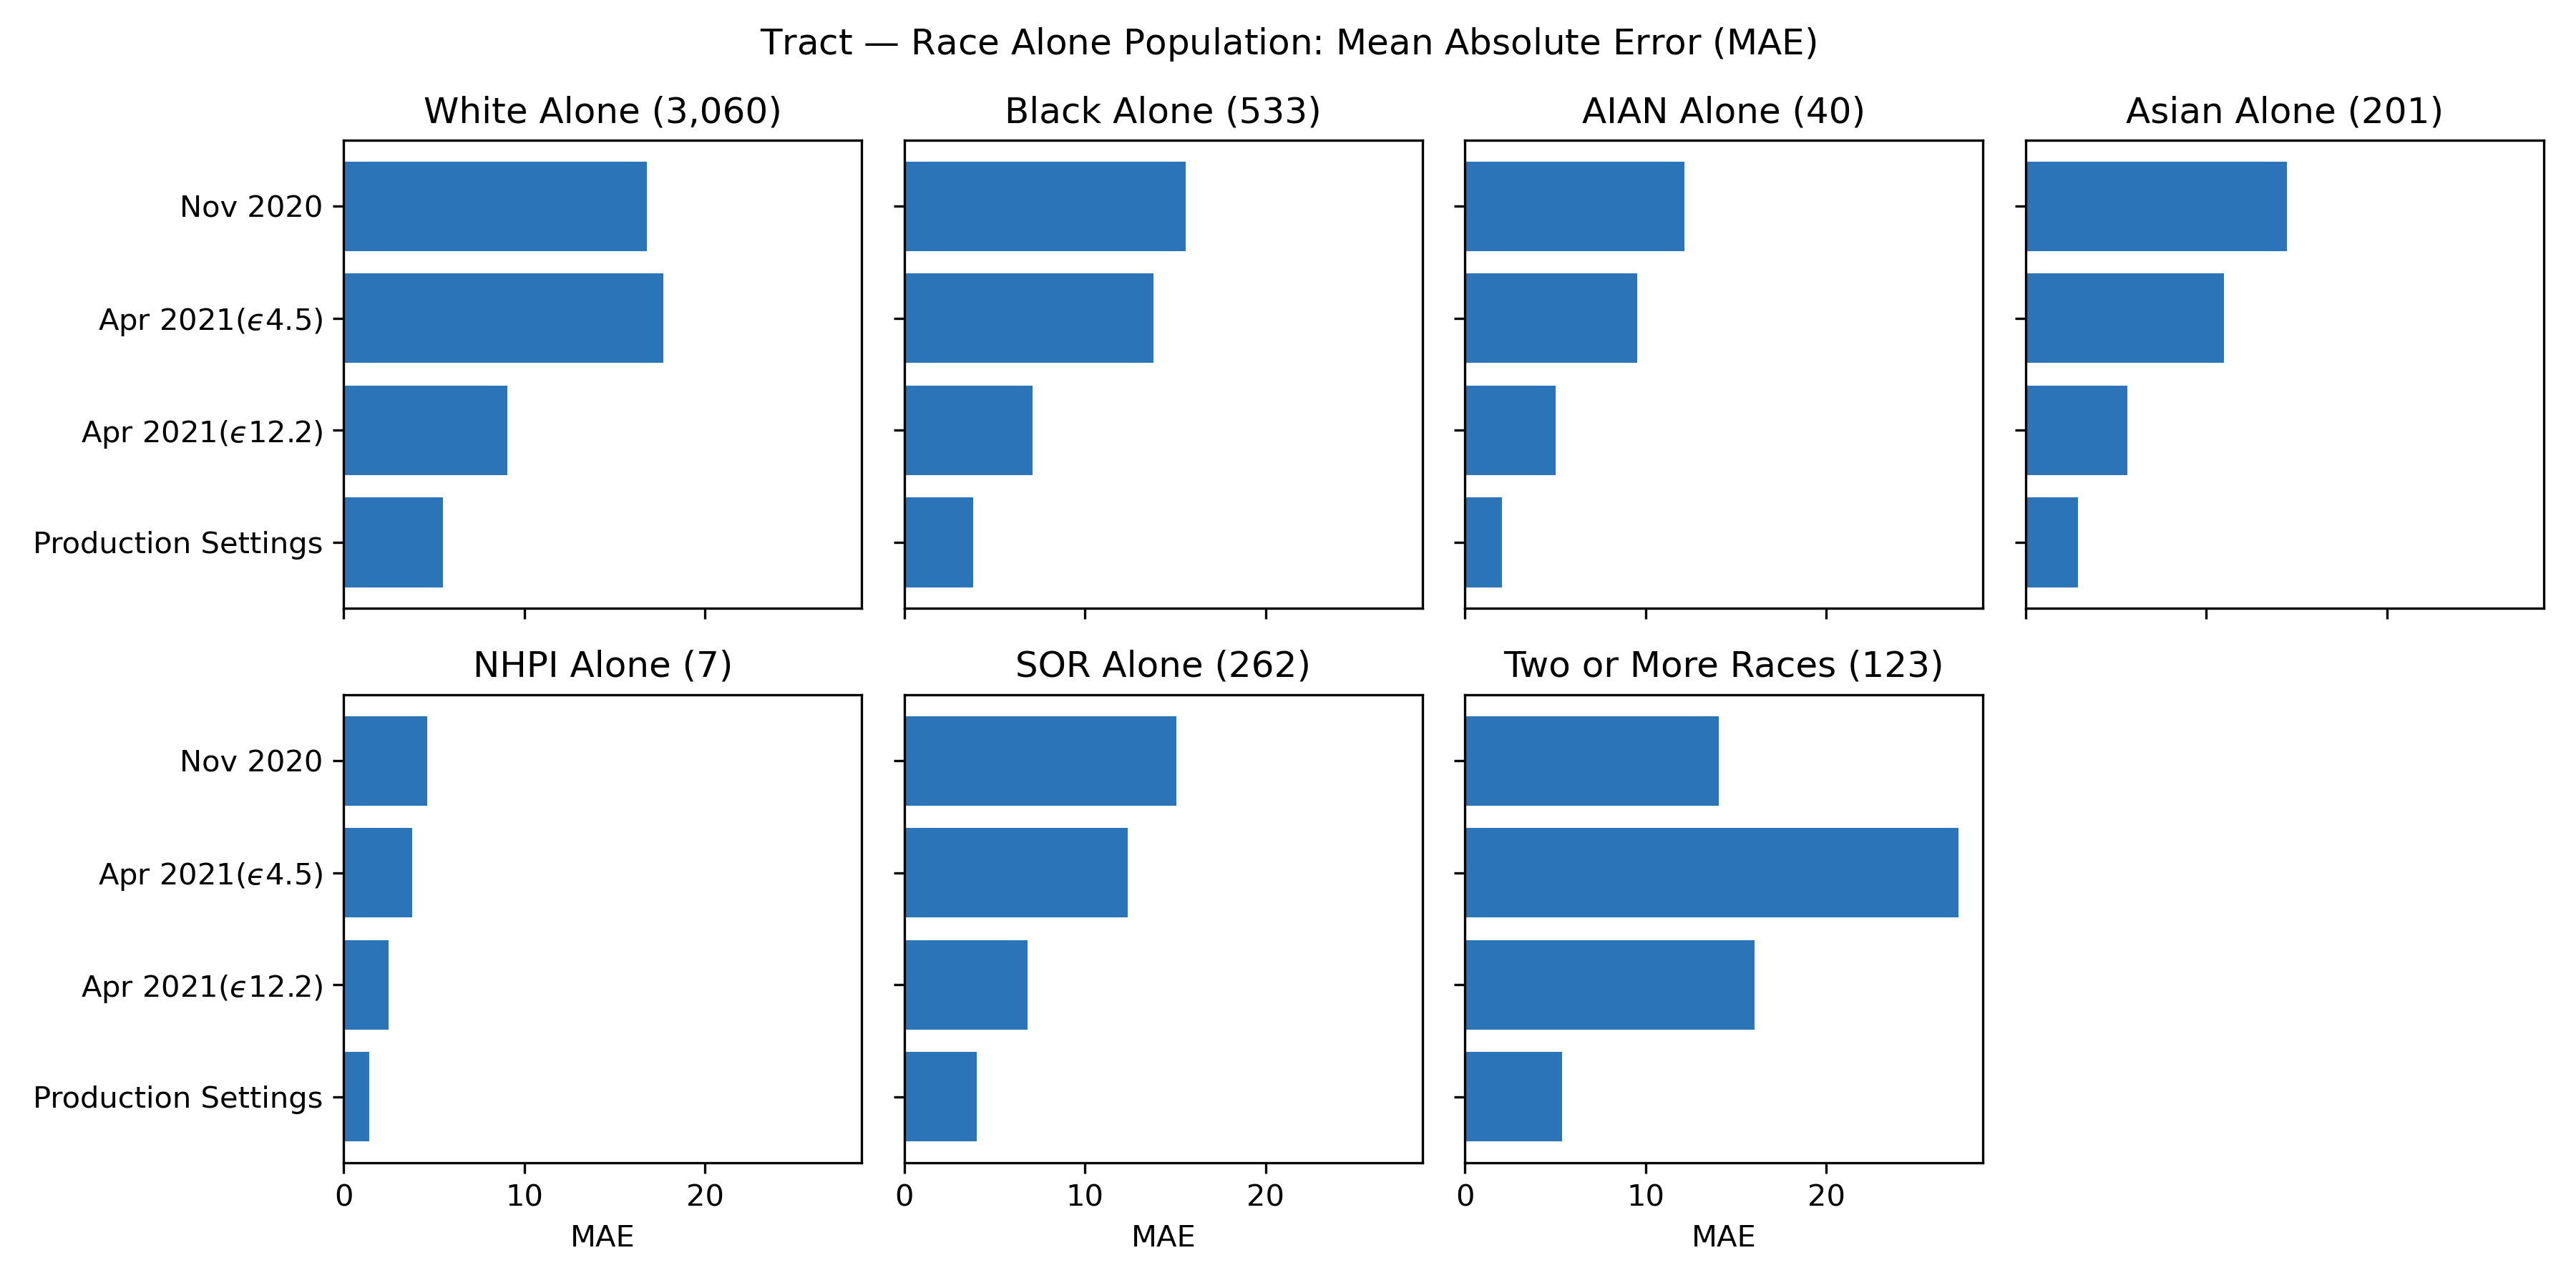 Tract — Race Alone Population: Mean Absolute Error (MAE)
White Alone (3,060)
Black Alone (533)
AIAN Alone (40)
Asian Alone (201)
Nov 2020
Apr 2021(ϵ4.5)
Apr 2021(ϵ12.2)
Production Settings
NHPI Alone (7)
SOR Alone (262)
Two or More Races (123)
Nov 2020
Apr 2021(ϵ4.5)
Apr 2021(ϵ12.2)
Production Settings
0 10 20
0 10 20
0 10 20
MAE
MAE
MAE